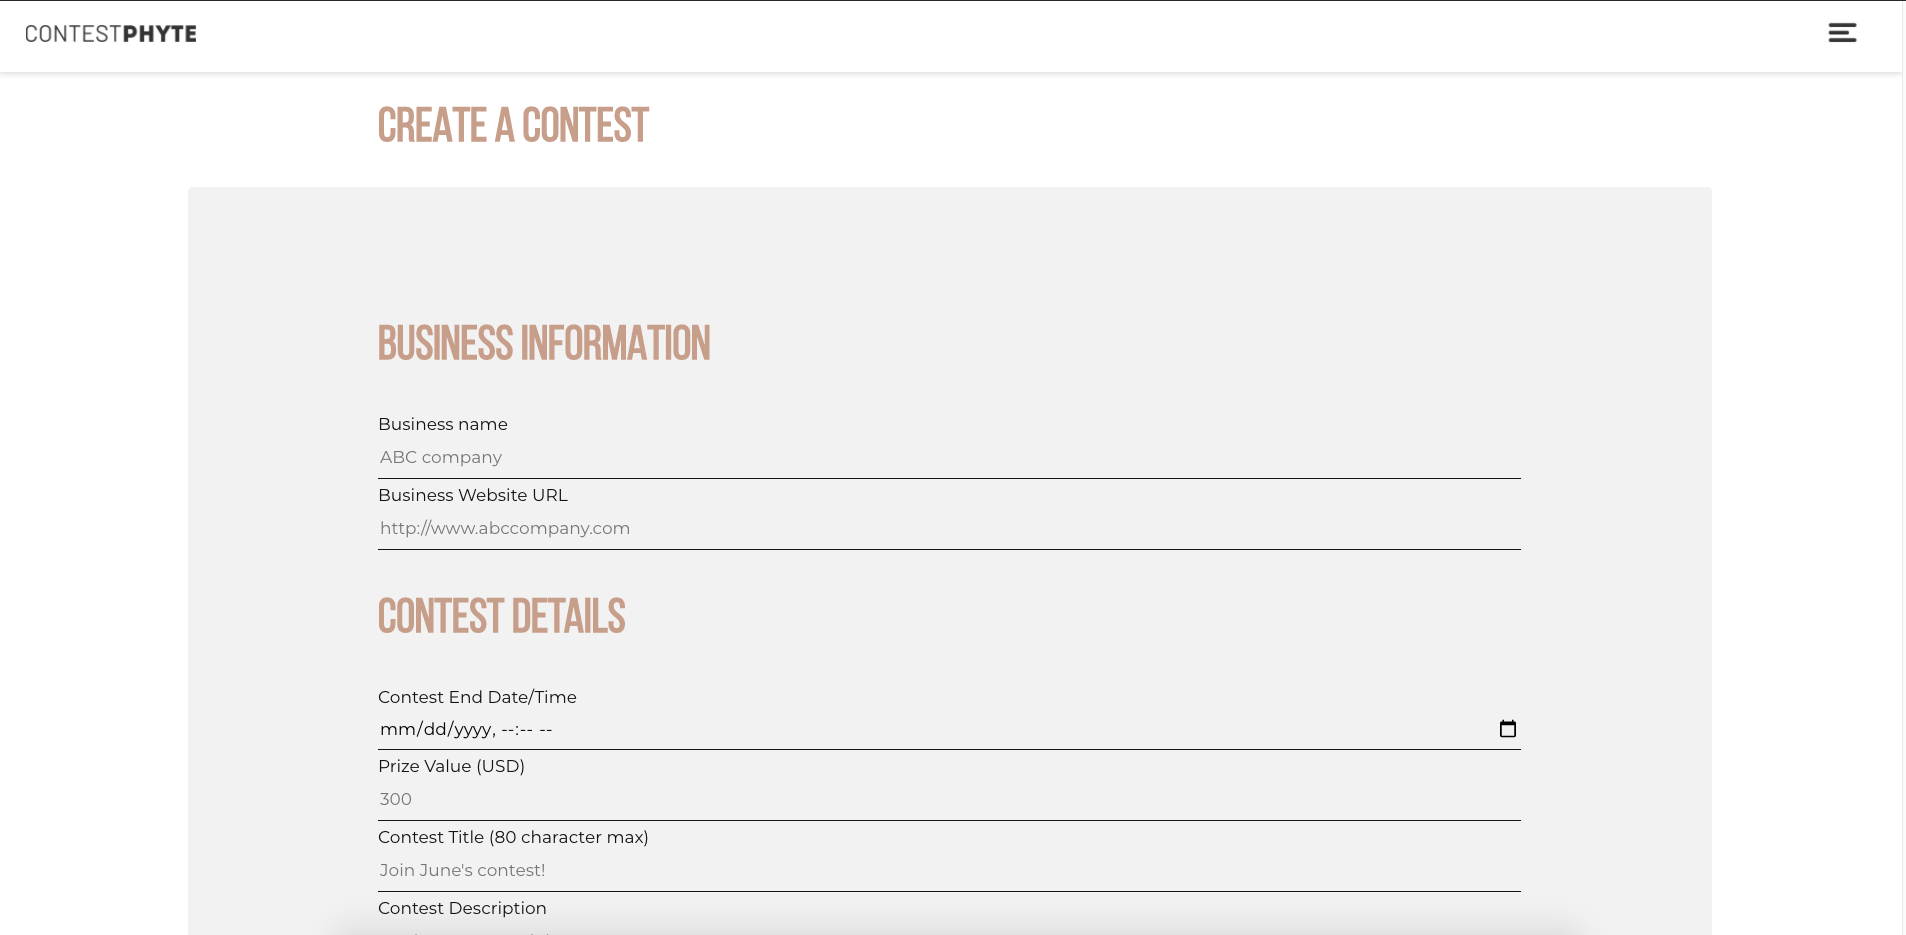 CONTESTPHYTE
CREATE A CONTEST
BUSINESS INFORMATION
Business name
ABC company
Business Website URL
http://www.abccompany.com
CONTEST DETAILS
Contest End Date/Time
mm/dd/yyyy, --:-- --
Prize Value (USD)
300
Contest Title (80 character max)
Join June's contest!
Contest Description